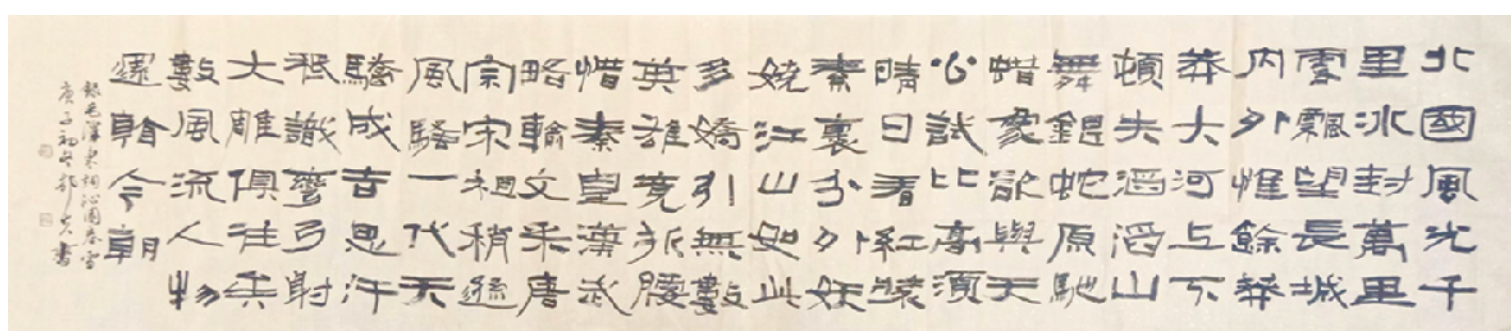 北國風光千
里冰封萬里
雪飄望長城
内外惟餘莽
莽大河上下
頓失滔滔山
舞銀蛇原馳
蜡象欲與天
公試比高須
晴日看紅裝
素裹分外妖
嬈江山如此
多嬌引無數
英雄竞折腰
惜秦皇漢武
略輸文采唐
宗宋祖稍遜
風騷一代天
驕成吉思汗
祗識彎弓射
大雕俱往矣
數風流人物
還看今朝
錄毛澤東詞沁園春雪
庚子初冬書